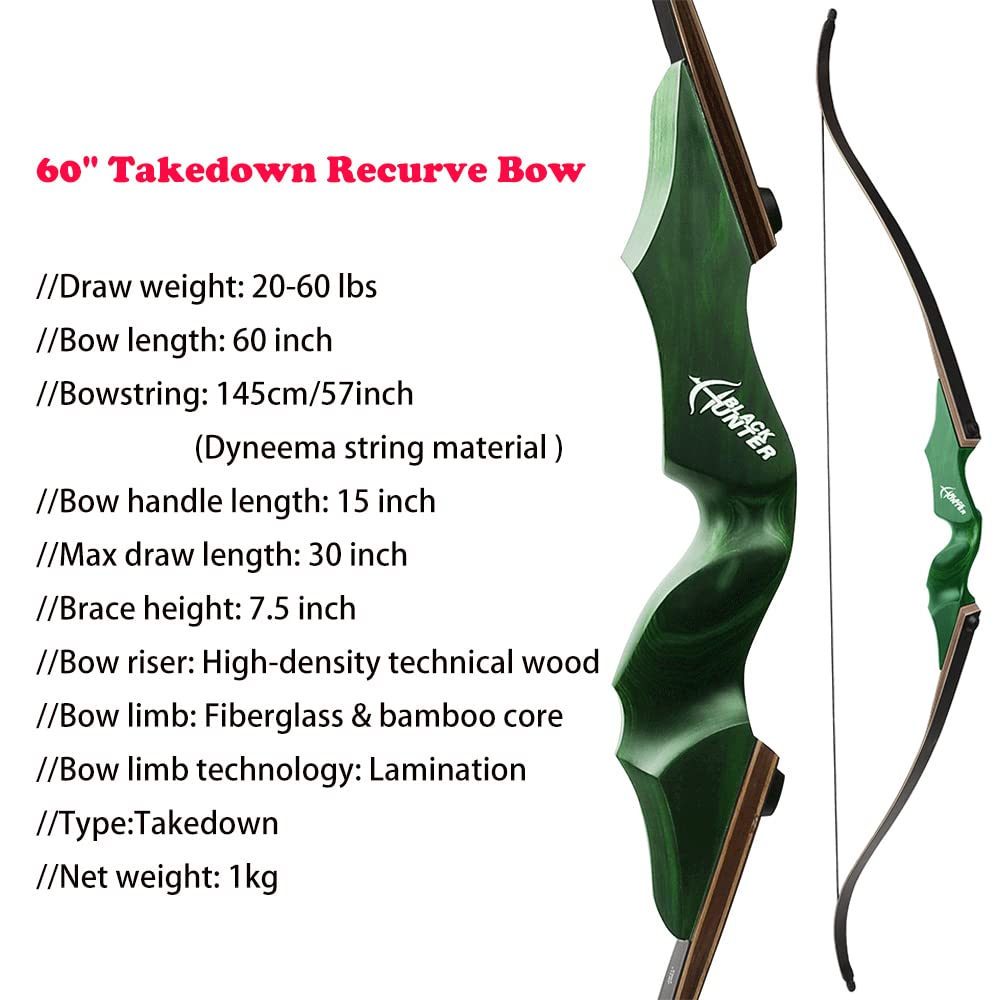 60" Takedown Recurve Bow
//Draw weight: 20-60 lbs
//Bow length: 60 inch
//Bowstring: 145cm/57inch
(Dyneema string material )
//Bow handle length: 15 inch
//Max draw length: 30 inch
//Brace height: 7.5 inch
//Bow riser: High-density technical wood
//Bow limb: Fiberglass & bamboo core
//Bow limb technology: Lamination
//Type:Takedown
//Net weight: 1kg
BLACK
HUNTER
BLACK
HUNTER